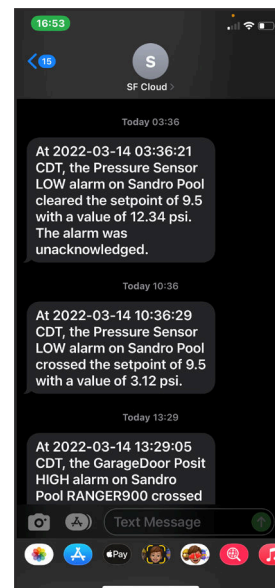 16:53
15
S
SF Cloud
Today 03:36
At 2022-03-14 03:36:21
CDT, the Pressure Sensor
LOW alarm on Sandro Pool
cleared the setpoint of 9.5
with a value of 12.34 psi.
The alarm was
unacknowledged.
Today 10:36
At 2022-03-14 10:36:29
CDT, the Pressure Sensor
LOW alarm on Sandro Pool
crossed the setpoint of 9.5
with a value of 3.12 psi.
Today 13:29
At 2022-03-14 13:29:05
CDT, the GarageDoor Posit
HIGH alarm on Sandro
Pool RANGER900 crossed
Text Message
Pay